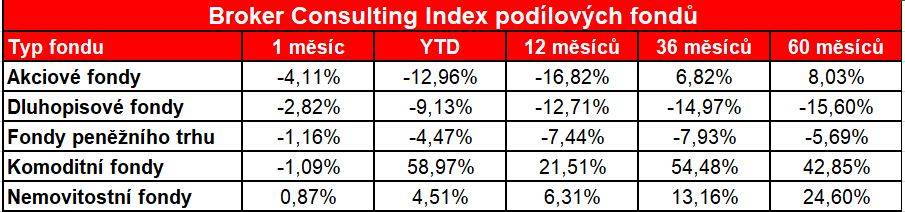 Broker Consulting Index podílových fondů
Typ fondu 1 měsíc YTD 12 měsíců 36 měsíců 60 měsíců
Akciové fondy -4,11% -12,96% -16,82% 6,82% 8,03%
Dluhopisové fondy -2,82% -9,13% -12,71% -14,97% -15,60%
Fondy peněžního trhu -1,16% -4,47% -7,44% -7,93% -5,69%
Komoditní fondy -1,09% 58,97% 21,51% 54,48% 42,85%
Nemovitostní fondy 0,87% 4,51% 6,31% 13,16% 24,60%